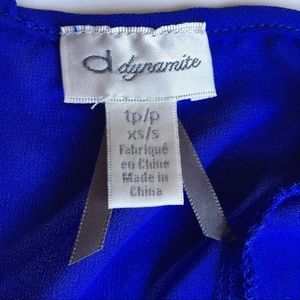 d dynamite
tp/p
xs/s
Fabriqué
en Chine
Made in
China